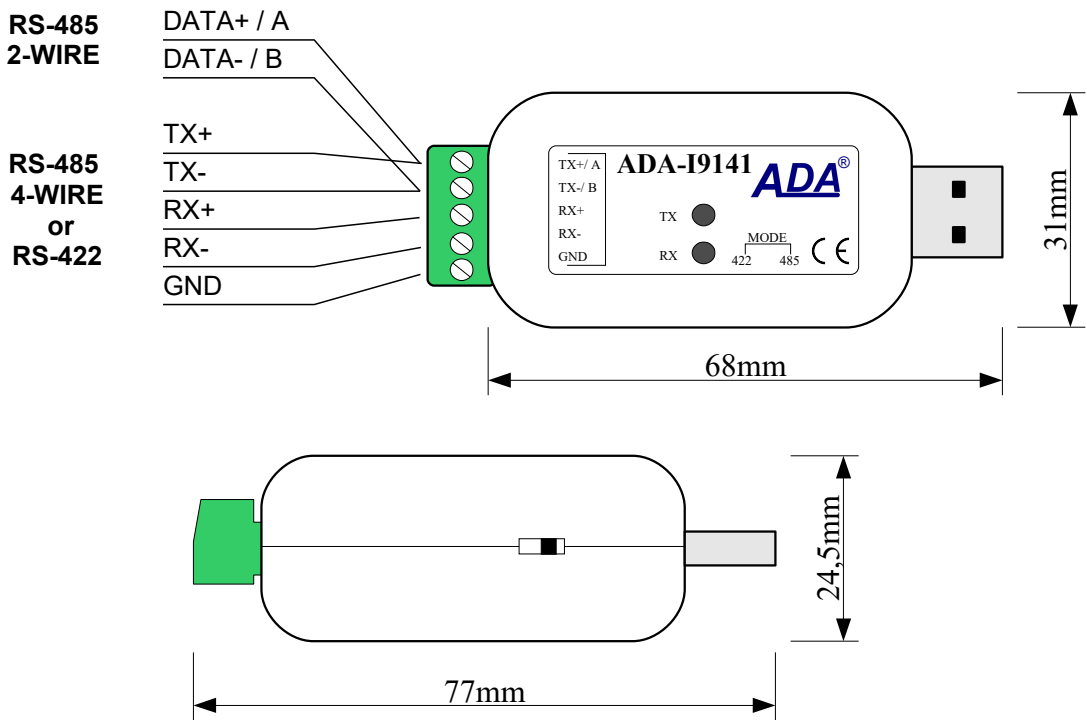 RS-485
2-WIRE
DATA+ / A
DATA- / B
RS-485
4-WIRE
or
RS-422
TX+
TX-
RX+
RX-
GND
TX+/ A
TX-/ B
RX+
RX-
GND
ADA-I9141
ADA®
TX
RX
MODE
422 485
CE
31mm
68mm
24,5mm
77mm